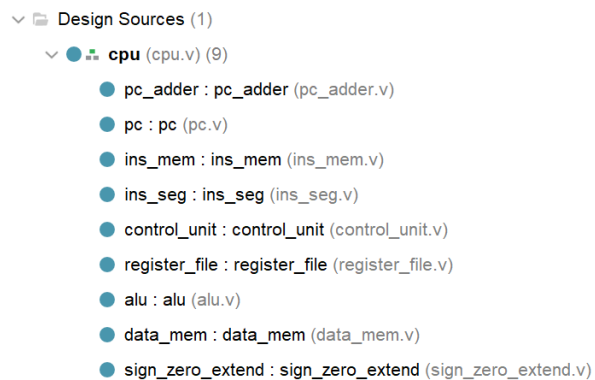 Design Sources (1)
cpu (cpu.v) (9)
pc_adder : pc_adder (pc_adder.v)
pc : pc (pc.v)
ins_mem : ins_mem (ins_mem.v)
ins_seg : ins_seg (ins_seg.v)
control_unit : control_unit (control_unit.v)
register_file : register_file (register_file.v)
alu : alu (alu.v)
data_mem : data_mem (data_mem.v)
sign_zero_extend : sign_zero_extend (sign_zero_extend.v)